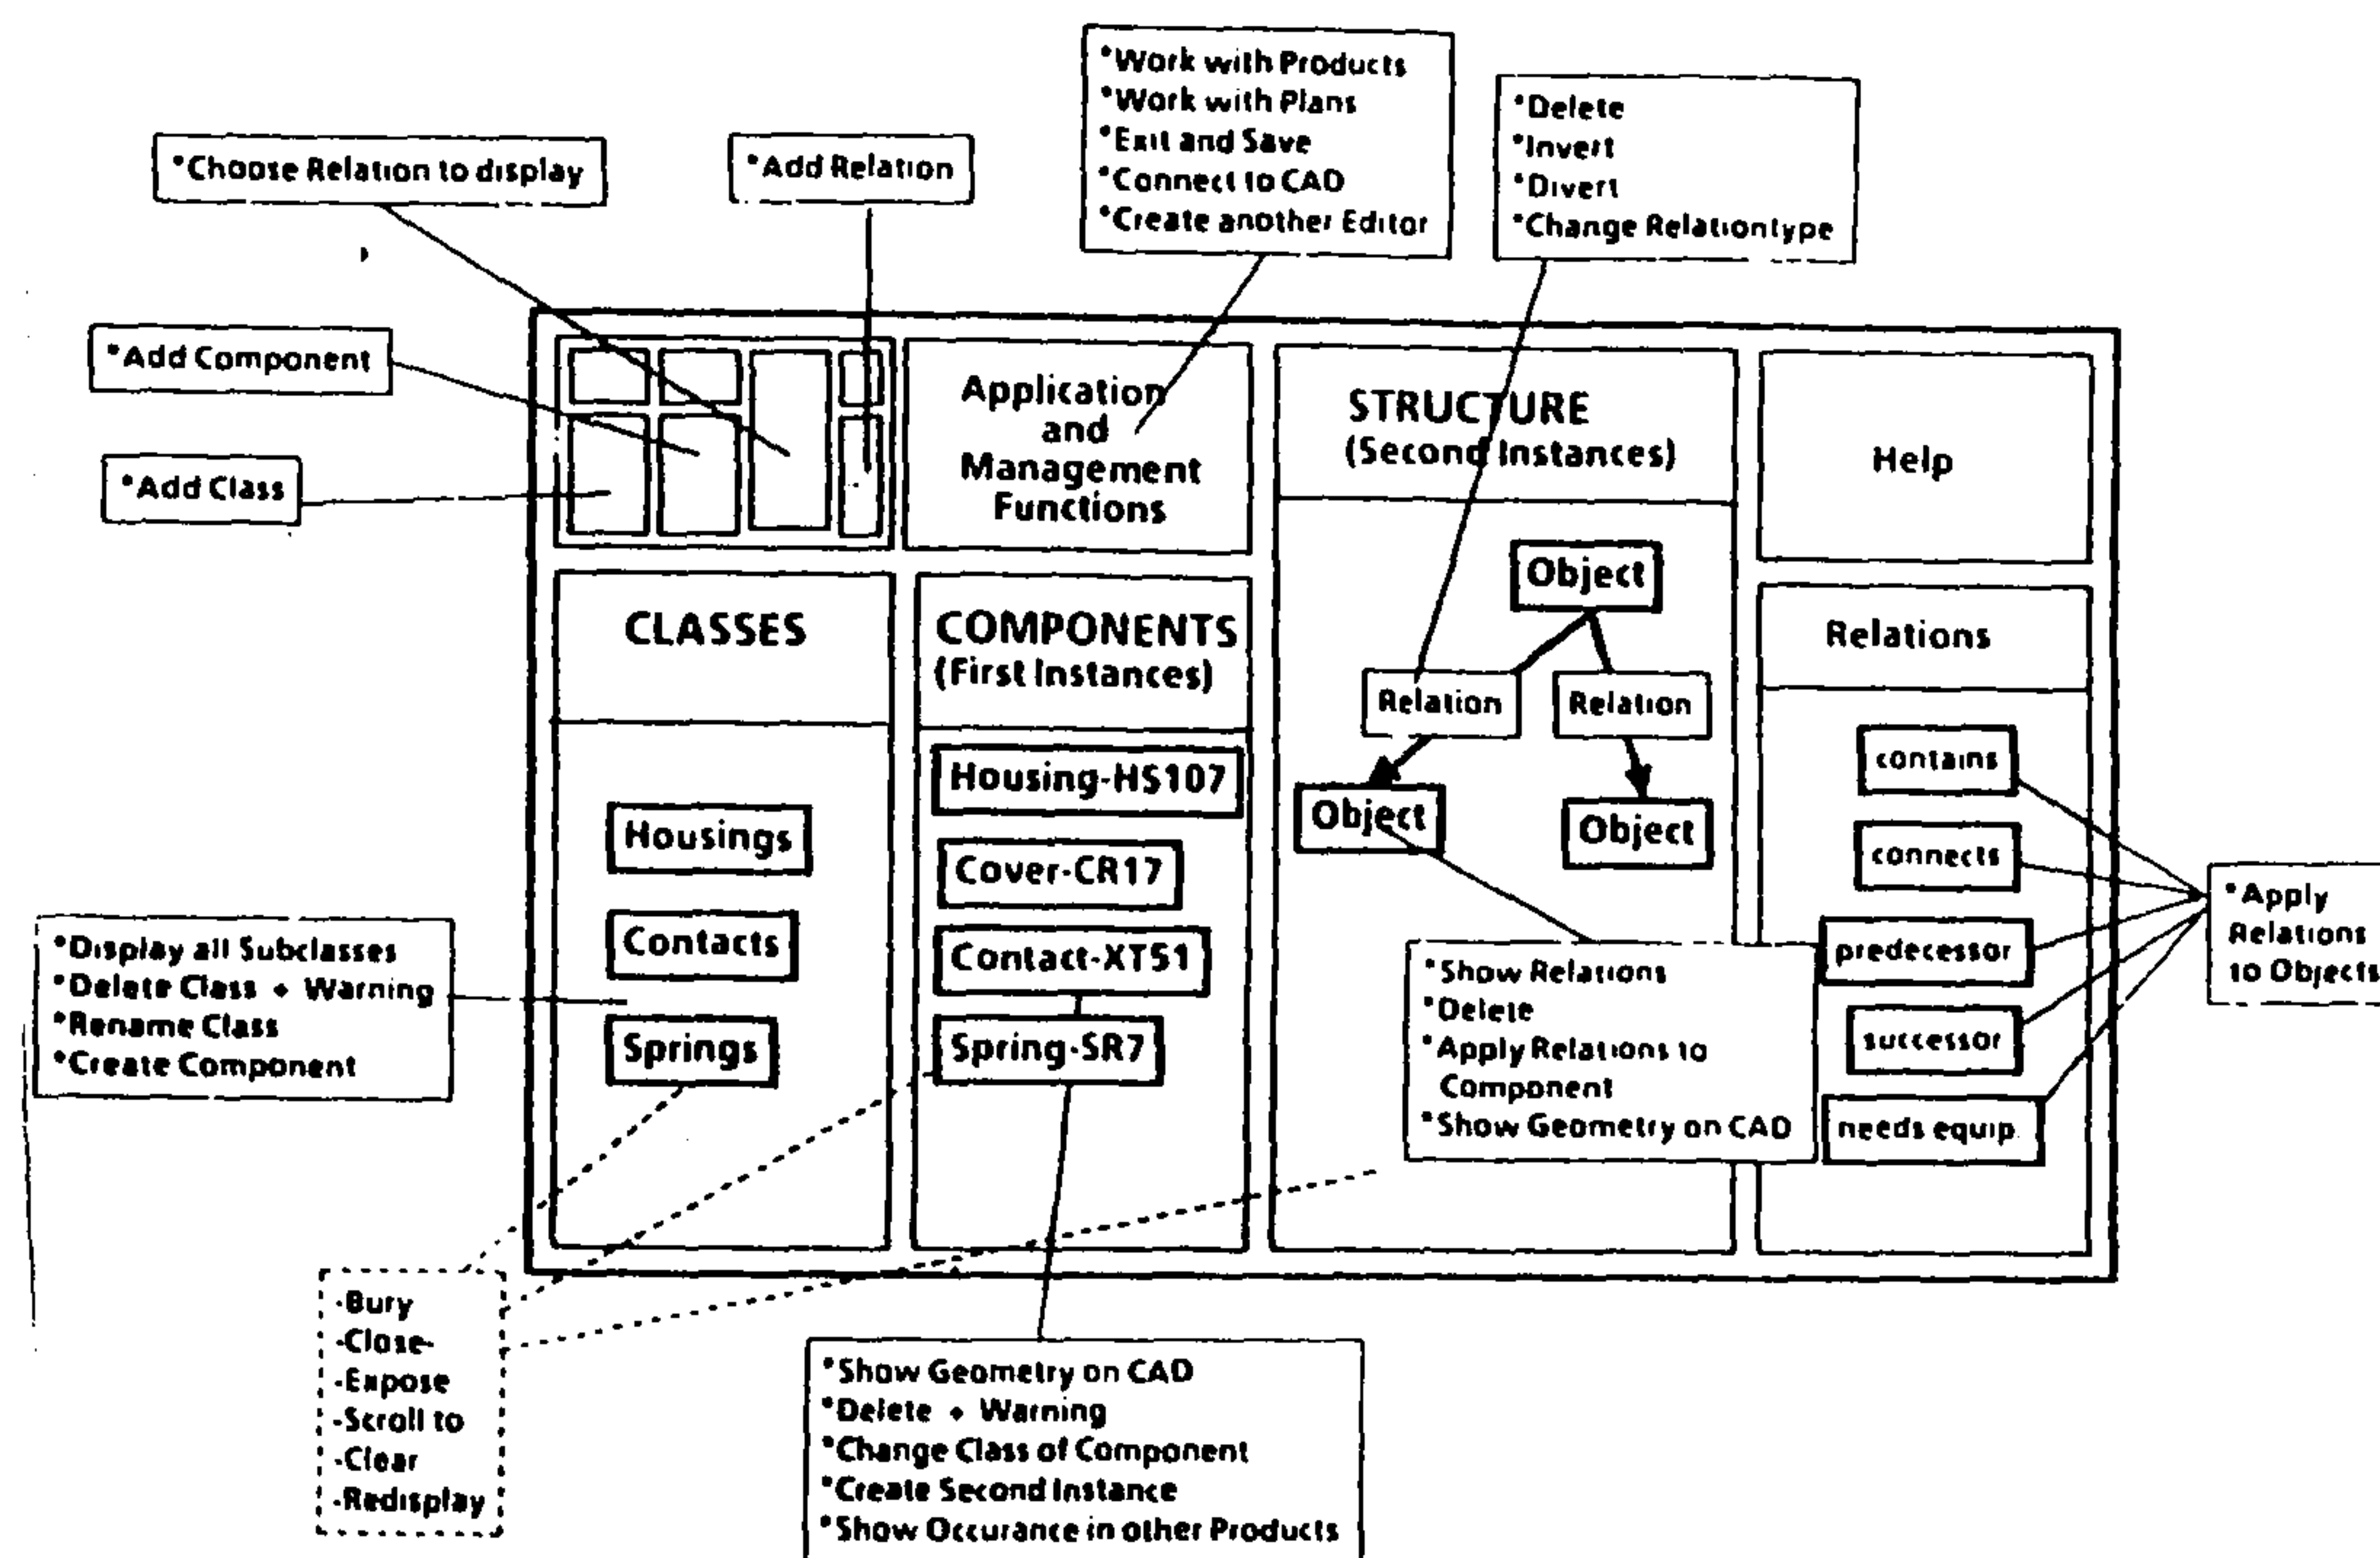 *Work with Products
*Work with Plans
*Exit and Save
*Connect to CAD
*Create another Editor
*Delete
*Invert
*Divert
*Change Relationtype
*Choose Relation to display
*Add Relation
*Add Component
*Add Class
Application
and
Management
Functions
STRUCTURE
(Second Instances)
Help
CLASSES
COMPONENTS
(First Instances)
Object
Relation
Relation
Object
Object
Relations
contains
connects
predecessor
successor
needs equip.
*Apply
Relations
to Objects
Housings
Contacts
Springs
Housing-HS107
Cover-CR17
Contact-XT51
Spring-SR7
*Display all Subclasses
*Delete Class + Warning
*Rename Class
*Create Component
*Show Relations
*Delete
*Apply Relations to
Component
*Show Geometry on CAD
-Bury
-Close-
-Expose
-Scroll to
-Clear
-Redisplay
*Show Geometry on CAD
*Delete + Warning
*Change Class of Component
*Create Second Instance
*Show Occurance in other Products